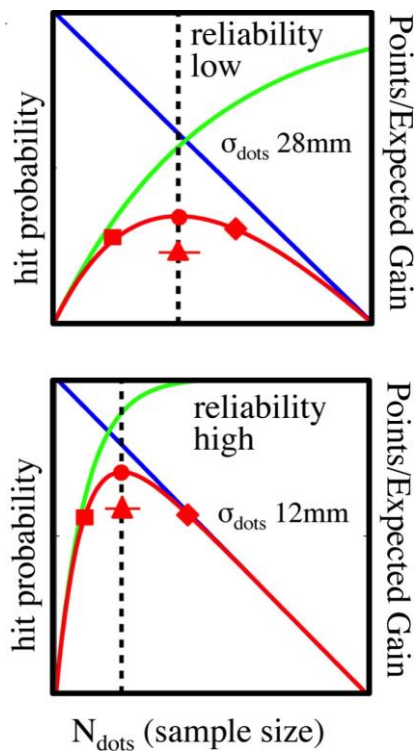 hit probability
reliability
low
σdots 28mm
Points/Expected Gain
hit probability
reliability
high
σdots 12mm
Points/Expected Gain
Ndots (sample size)